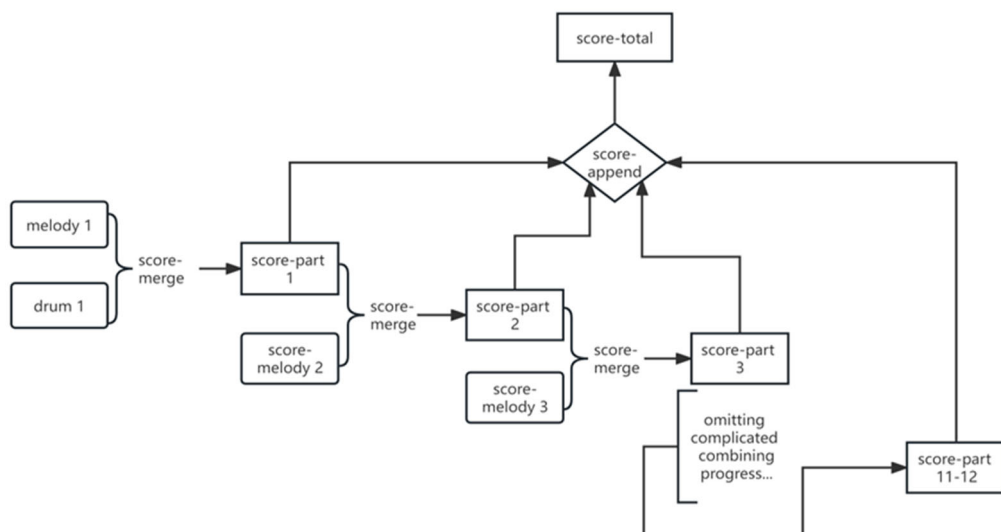 score-total
score-
append
melody 1
drum 1
score-
merge
score-part
1
score-
melody 2
score-
merge
score-part
2
score-
melody 3
score-
merge
score-part
3
omitting
complicated
combining
progress...
score-part
11-12